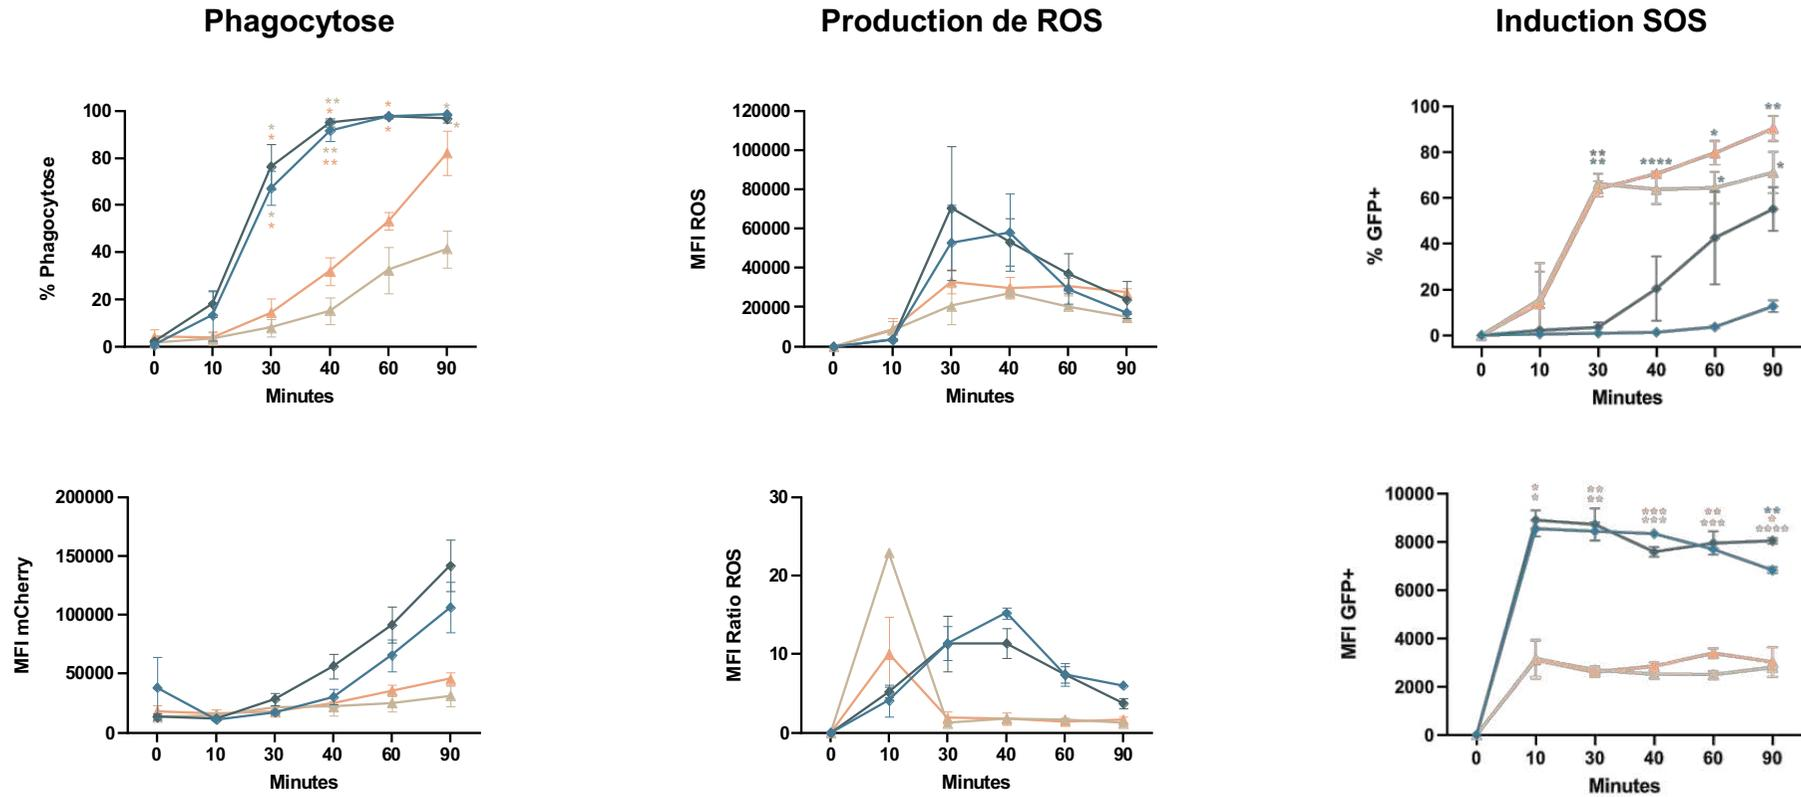 Phagocytose
Production de ROS
Induction SOS
% Phagocytose
100
80
60
40
20
0
* * ** * ** ** * * * * * *
0 10 30 40 60 90
Minutes
MFI ROS
120000
100000
80000
60000
40000
20000
0
0 10 30 40 60 90
Minutes
% GFP+
100
80
60
40
20
0
** ** **** * * ** *
0 10 30 40 60 90
Minutes
MFI mCherry
200000
150000
100000
50000
0
0 10 30 40 60 90
Minutes
MFI Ratio ROS
30
20
10
0
0 10 30 40 60 90
Minutes
MFI GFP+
10000
8000
6000
4000
2000
0
* * ** ** *** *** ** *** ** * ****
0 10 30 40 60 90
Minutes